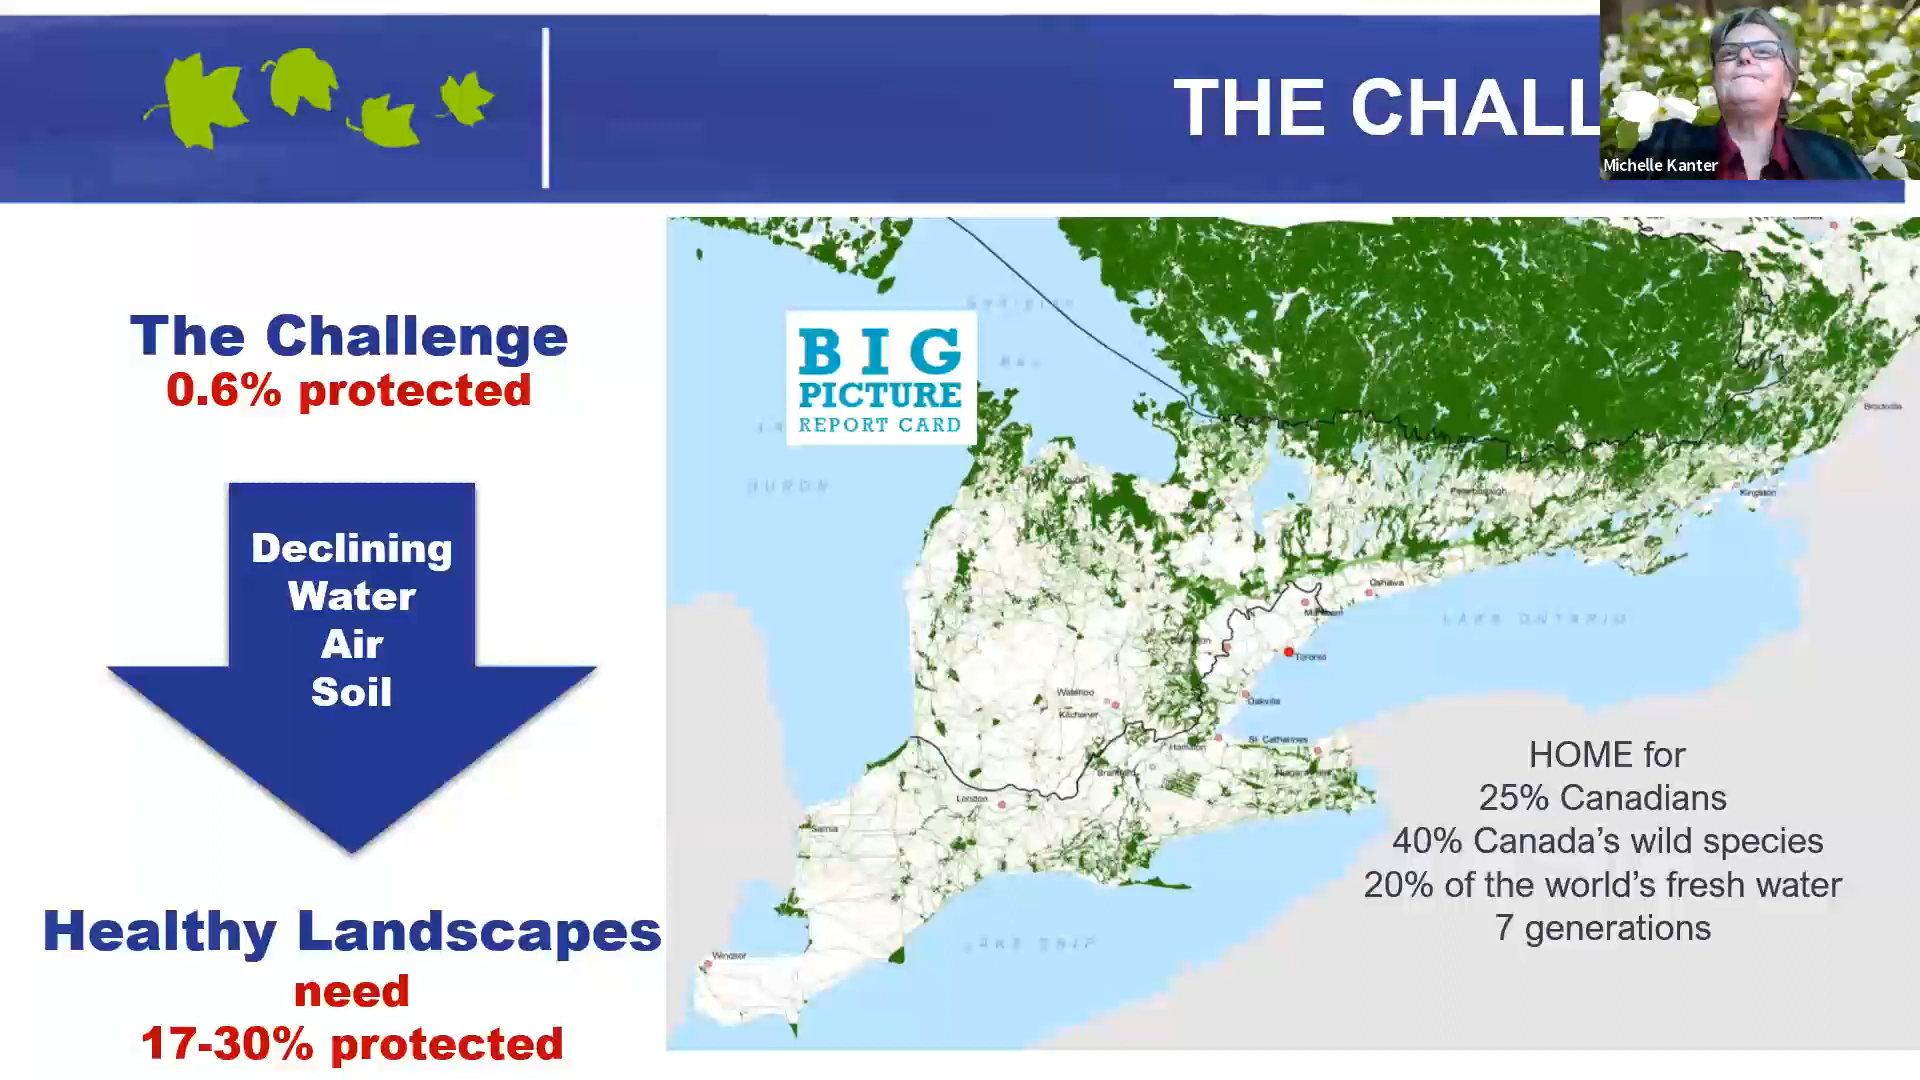 THE CHALL
Michelle Kanter
The Challenge
0.6% protected
Declining
Water
Air
Soil
Healthy Landscapes
need
17-30% protected
BIG
PICTURE
REPORT CARD
HURON
Brockville
Kingston
Peterborough
Oshawa
LAKE ONTARIO
Toronto
Waterloo
Kitchener
Oakville
Hamilton
St. Catharines
Brantford
London
Sarnia
Windsor
LAKE ERIE
HOME for
25% Canadians
40% Canada's wild species
20% of the world's fresh water
7 generations